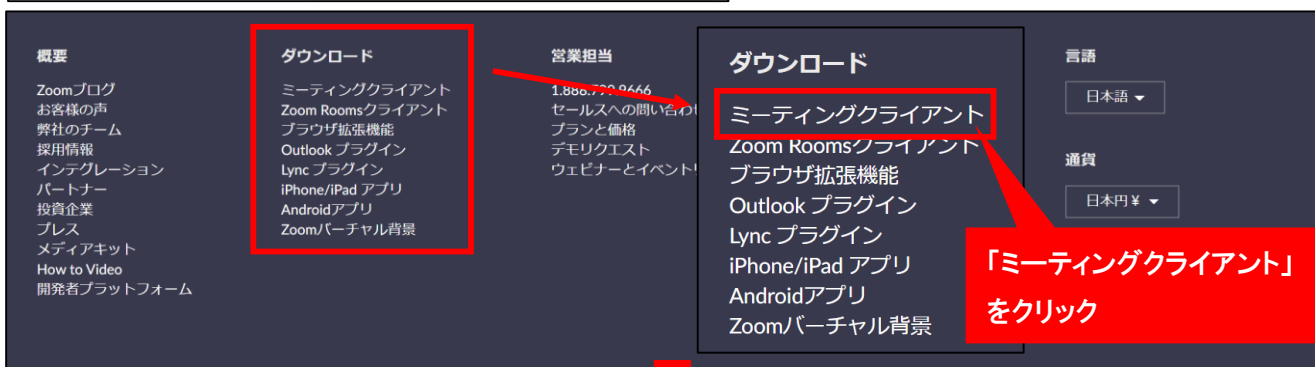 概要
Zoomブログ
お客様の声
弊社のチーム
採用情報
インテグレーション
パートナー
投資企業
プレス
メディアキット
How to Video
開発者プラットフォーム
ダウンロード
ミーティングクライアント
Zoom Roomsクライアント
ブラウザ拡張機能
Outlook プラグイン
Lync プラグイン
iPhone/iPad アプリ
Androidアプリ
Zoomバーチャル背景
営業担当
1.888.799.9666
セールスへの問い合わせ
プランと価格
デモリクエスト
ウェビナーとイベント
ダウンロード
ミーティングクライアント
Zoom Roomsクライアント
ブラウザ拡張機能
Outlook プラグイン
Lync プラグイン
iPhone/iPad アプリ
Androidアプリ
Zoomバーチャル背景
言語
日本語
通貨
日本円 ¥
「ミーティングクライアント」
をクリック